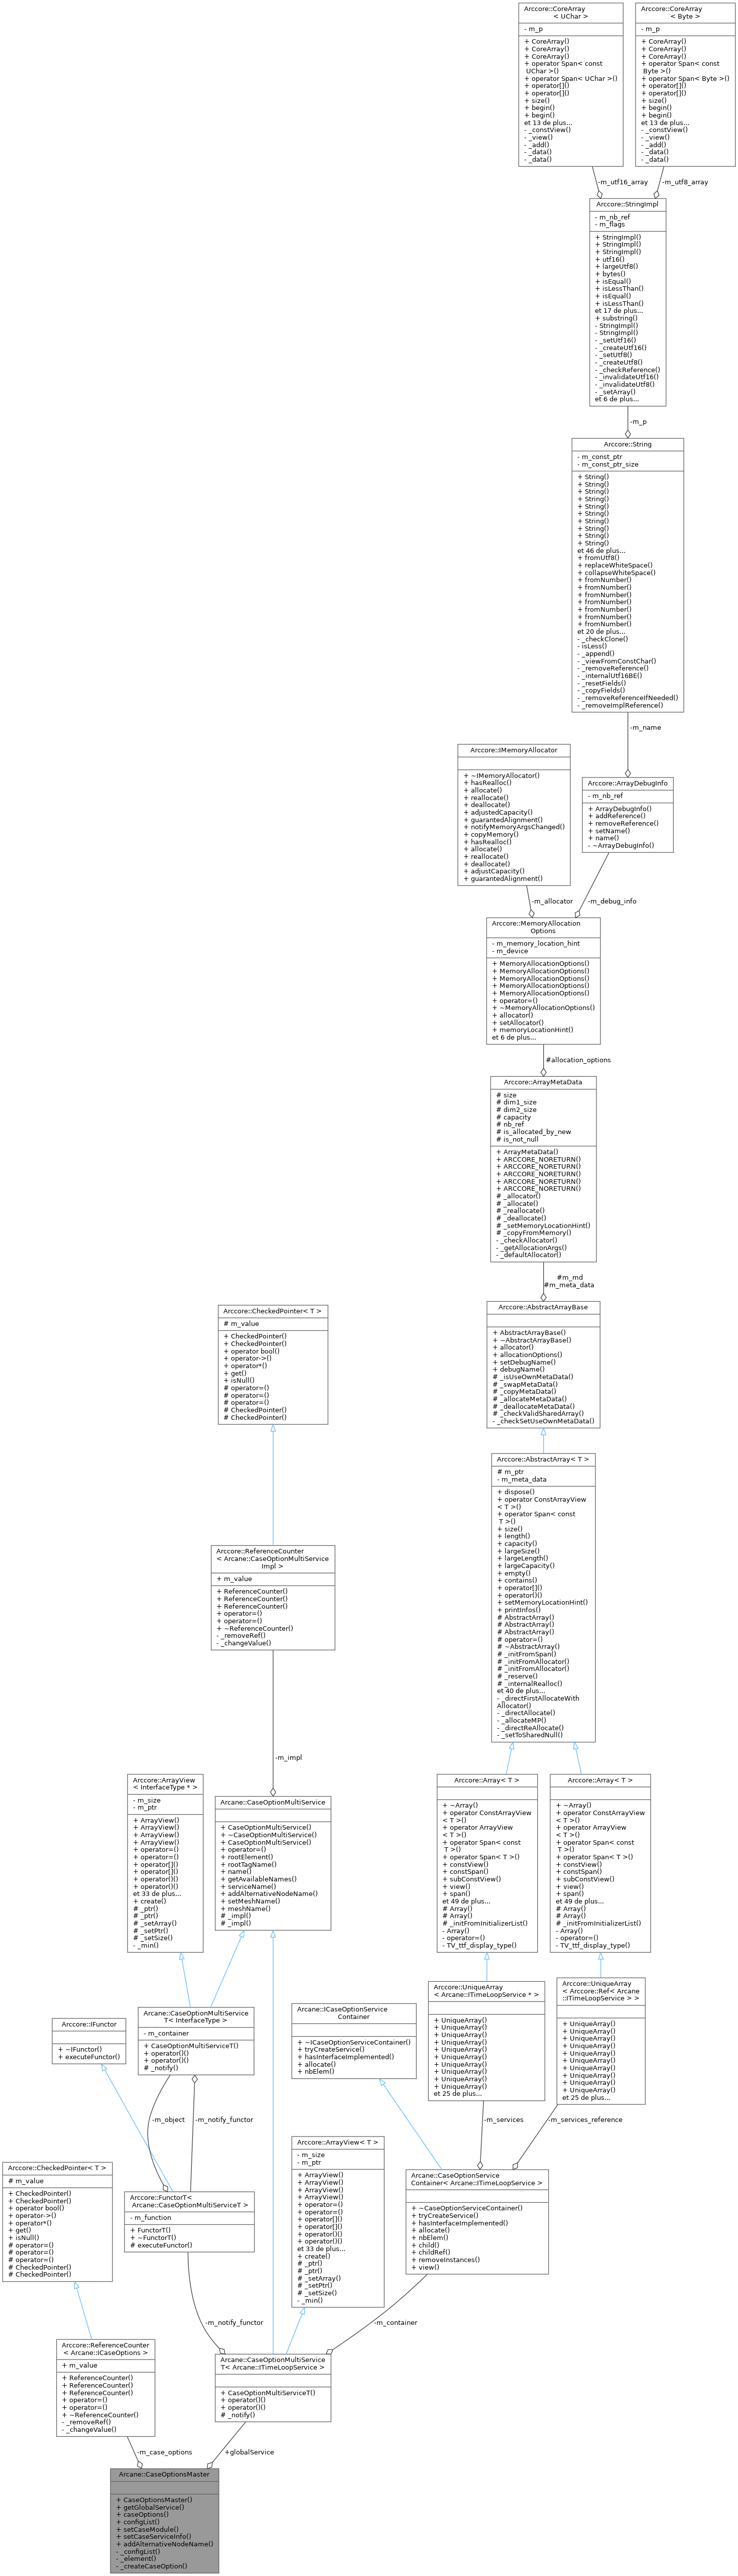 Arccore::CoreArray
< UChar >
- m_p
+ CoreArray()
+ CoreArray()
+ CoreArray()
+ operator Span< const
UChar >()
+ operator Span< UChar >()
+ operator[]()
+ operator[]()
+ size()
+ begin()
+ begin()
et 13 de plus...
- _constView()
- _view()
- _add()
- _data()
- _data()
Arccore::CoreArray
< Byte >
- m_p
+ CoreArray()
+ CoreArray()
+ CoreArray()
+ operator Span< const
Byte >()
+ operator Span< Byte >()
+ operator[]()
+ operator[]()
+ size()
+ begin()
+ begin()
et 13 de plus...
- _constView()
- _view()
- _add()
- _data()
- _data()
-m_utf16_array
-m_utf8_array
Arccore::StringImpl
- m_nb_ref
- m_flags
+ StringImpl()
+ StringImpl()
+ StringImpl()
+ utf16()
+ largeUtf8()
+ bytes()
+ isEqual()
+ isLessThan()
+ isEqual()
+ isLessThan()
et 17 de plus...
+ substring()
- StringImpl()
- StringImpl()
- _setUtf16()
- _createUtf16()
- _setUtf8()
- _createUtf8()
- _checkReference()
- _invalidateUtf16()
- _invalidateUtf8()
- _setArray()
et 6 de plus...
-m_p
Arccore::String
- m_const_ptr
- m_const_ptr_size
+ String()
+ String()
+ String()
+ String()
+ String()
+ String()
+ String()
+ String()
+ String()
+ String()
et 46 de plus...
+ fromUtf8()
+ replaceWhiteSpace()
+ collapseWhiteSpace()
+ fromNumber()
+ fromNumber()
+ fromNumber()
+ fromNumber()
+ fromNumber()
+ fromNumber()
+ fromNumber()
et 20 de plus...
- _checkClone()
- isLess()
- _append()
- _viewFromConstChar()
- _removeReference()
- _internalUtf16BE()
- _resetFields()
- _copyFields()
- _removeReferenceIfNeeded()
- _removeImplReference()
-m_name
Arccore::IMemoryAllocator
+ ~IMemoryAllocator()
+ hasRealloc()
+ allocate()
+ reallocate()
+ deallocate()
+ adjustedCapacity()
+ guarantedAlignment()
+ notifyMemoryArgsChanged()
+ copyMemory()
+ hasRealloc()
+ allocate()
+ reallocate()
+ deallocate()
+ adjustCapacity()
+ guarantedAlignment()
Arccore::ArrayDebugInfo
- m_nb_ref
+ ArrayDebugInfo()
+ addReference()
+ removeReference()
+ setName()
+ name()
- ~ArrayDebugInfo()
-m_allocator
-m_debug_info
Arccore::MemoryAllocation
Options
- m_memory_location_hint
- m_device
+ MemoryAllocationOptions()
+ MemoryAllocationOptions()
+ MemoryAllocationOptions()
+ MemoryAllocationOptions()
+ MemoryAllocationOptions()
+ operator=()
+ ~MemoryAllocationOptions()
+ allocator()
+ setAllocator()
+ memoryLocationHint()
et 6 de plus...
#allocation_options
Arccore::ArrayMetaData
# size
# dim1_size
# dim2_size
# capacity
# nb_ref
# is_allocated_by_new
# is_not_null
+ ArrayMetaData()
+ ARCCORE_NORETURN()
+ ARCCORE_NORETURN()
+ ARCCORE_NORETURN()
+ ARCCORE_NORETURN()
+ ARCCORE_NORETURN()
# _allocator()
# _allocate()
# _reallocate()
# _deallocate()
# _setMemoryLocationHint()
# _copyFromMemory()
- _checkAllocator()
- _getAllocationArgs()
- _defaultAllocator()
#m_md
#m_meta_data
Arccore::AbstractArrayBase
+ AbstractArrayBase()
+ ~AbstractArrayBase()
+ allocator()
+ allocationOptions()
+ setDebugName()
+ debugName()
# _isUseOwnMetaData()
# _swapMetaData()
# _copyMetaData()
# _allocateMetaData()
# _deallocateMetaData()
# _checkValidSharedArray()
- _checkSetUseOwnMetaData()
Arccore::CheckedPointer< T >
# m_value
+ CheckedPointer()
+ CheckedPointer()
+ operator bool()
+ operator->()
+ operator*()
+ get()
+ isNull()
# operator=()
# operator=()
# operator=()
# CheckedPointer()
# CheckedPointer()
Arccore::AbstractArray< T >
# m_ptr
- m_meta_data
+ dispose()
+ operator ConstArrayView
< T >()
+ operator Span< const
T >()
+ size()
+ length()
+ capacity()
+ largeSize()
+ largeLength()
+ largeCapacity()
+ empty()
+ contains()
+ operator[]()
+ operator()()
+ setMemoryLocationHint()
+ printInfos()
# AbstractArray()
# AbstractArray()
# AbstractArray()
# operator=()
# ~AbstractArray()
# _initFromSpan()
# _initFromAllocator()
# _initFromAllocator()
# _reserve()
# _internalRealloc()
et 40 de plus...
- _directFirstAllocateWith
Allocator()
- _directAllocate()
- _allocateMP()
- _directReAllocate()
- _setToSharedNull()
Arccore::ReferenceCounter
< Arcane::CaseOptionMultiService
Impl >
+ m_value
+ ReferenceCounter()
+ ReferenceCounter()
+ ReferenceCounter()
+ operator=()
+ operator=()
+ ~ReferenceCounter()
- _removeRef()
- _changeValue()
-m_impl
Arccore::ArrayView
< InterfaceType * >
- m_size
- m_ptr
+ ArrayView()
+ ArrayView()
+ ArrayView()
+ ArrayView()
+ operator=()
+ operator=()
+ operator[]()
+ operator[]()
+ operator()()
+ operator()()
et 33 de plus...
+ create()
# _ptr()
# _ptr()
# _setArray()
# _setPtr()
# _setSize()
- _min()
Arcane::CaseOptionMultiService
+ CaseOptionMultiService()
+ ~CaseOptionMultiService()
+ CaseOptionMultiService()
+ operator=()
+ rootElement()
+ rootTagName()
+ name()
+ getAvailableNames()
+ serviceName()
+ addAlternativeNodeName()
+ setMeshName()
+ meshName()
# _impl()
# _impl()
Arccore::Array< T >
+ ~Array()
+ operator ConstArrayView
< T >()
+ operator ArrayView
< T >()
+ operator Span< const
T >()
+ operator Span< T >()
+ constView()
+ constSpan()
+ subConstView()
+ view()
+ span()
et 49 de plus...
# Array()
# Array()
# _initFromInitializerList()
- Array()
- operator=()
- TV_ttf_display_type()
Arccore::Array< T >
+ ~Array()
+ operator ConstArrayView
< T >()
+ operator ArrayView
< T >()
+ operator Span< const
T >()
+ operator Span< T >()
+ constView()
+ constSpan()
+ subConstView()
+ view()
+ span()
et 49 de plus...
# Array()
# Array()
# _initFromInitializerList()
- Array()
- operator=()
- TV_ttf_display_type()
Arccore::IFunctor
+ ~IFunctor()
+ executeFunctor()
Arcane::CaseOptionMultiService
T< InterfaceType >
- m_container
+ CaseOptionMultiServiceT()
+ operator()()
+ operator()()
# _notify()
Arcane::ICaseOptionService
Container
+ ~ICaseOptionServiceContainer()
+ tryCreateService()
+ hasInterfaceImplemented()
+ allocate()
+ nbElem()
Arccore::UniqueArray
< Arcane::ITimeLoopService * >
+ UniqueArray()
+ UniqueArray()
+ UniqueArray()
+ UniqueArray()
+ UniqueArray()
+ UniqueArray()
+ UniqueArray()
+ UniqueArray()
+ UniqueArray()
+ UniqueArray()
et 25 de plus...
Arccore::UniqueArray
< Arccore::Ref< Arcane
::ITimeLoopService > >
+ UniqueArray()
+ UniqueArray()
+ UniqueArray()
+ UniqueArray()
+ UniqueArray()
+ UniqueArray()
+ UniqueArray()
+ UniqueArray()
+ UniqueArray()
+ UniqueArray()
et 25 de plus...
-m_object
-m_notify_functor
-m_services
-m_services_reference
Arccore::CheckedPointer< T >
# m_value
+ CheckedPointer()
+ CheckedPointer()
+ operator bool()
+ operator->()
+ operator*()
+ get()
+ isNull()
# operator=()
# operator=()
# operator=()
# CheckedPointer()
# CheckedPointer()
Arccore::FunctorT<
Arcane::CaseOptionMultiServiceT >
- m_function
+ FunctorT()
+ ~FunctorT()
# executeFunctor()
Arccore::ArrayView< T >
- m_size
- m_ptr
+ ArrayView()
+ ArrayView()
+ ArrayView()
+ ArrayView()
+ operator=()
+ operator=()
+ operator[]()
+ operator[]()
+ operator()()
+ operator()()
et 33 de plus...
+ create()
# _ptr()
# _ptr()
# _setArray()
# _setPtr()
# _setSize()
- _min()
Arcane::CaseOptionService
Container< Arcane::ITimeLoopService >
+ ~CaseOptionServiceContainer()
+ tryCreateService()
+ hasInterfaceImplemented()
+ allocate()
+ nbElem()
+ child()
+ childRef()
+ removeInstances()
+ view()
-m_notify_functor
-m_container
Arccore::ReferenceCounter
< Arcane::ICaseOptions >
+ m_value
+ ReferenceCounter()
+ ReferenceCounter()
+ ReferenceCounter()
+ operator=()
+ operator=()
+ ~ReferenceCounter()
- _removeRef()
- _changeValue()
Arcane::CaseOptionMultiService
T< Arcane::ITimeLoopService >
+ CaseOptionMultiServiceT()
+ operator()()
+ operator()()
# _notify()
-m_case_options
+globalService
Arcane::CaseOptionsMaster
+ CaseOptionsMaster()
+ getGlobalService()
+ caseOptions()
+ configList()
+ setCaseModule()
+ setCaseServiceInfo()
+ addAlternativeNodeName()
- _configList()
- _element()
- _createCaseOption()